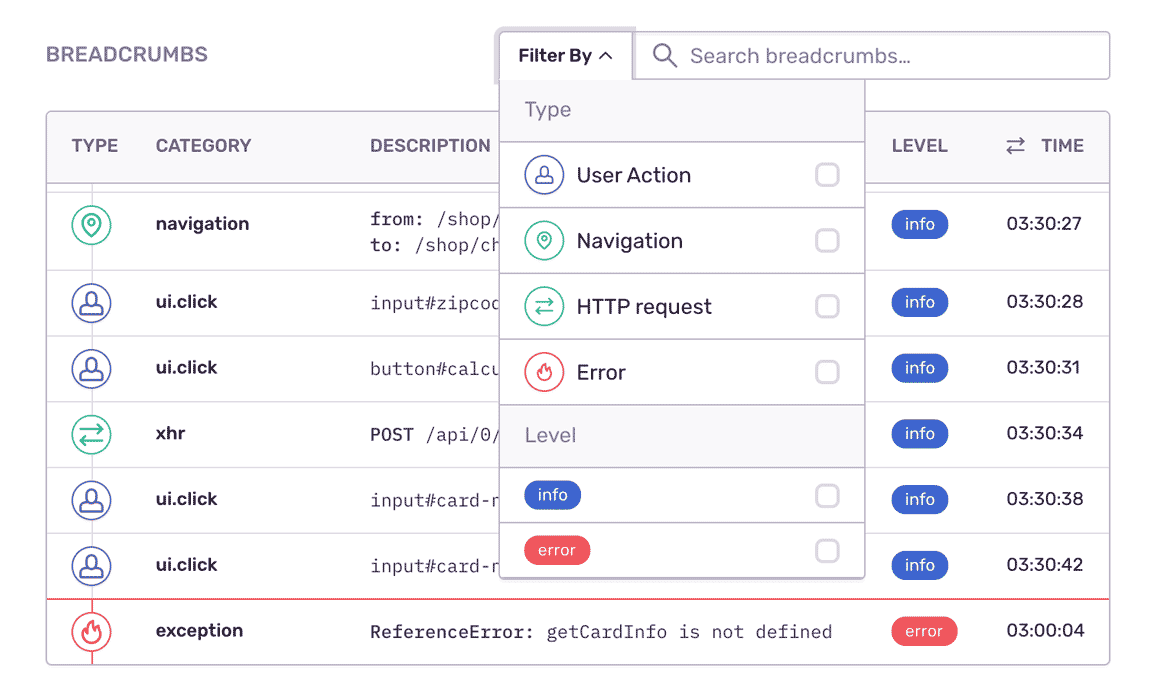 BREADCRUMBS
Filter By
Search breadcrumbs...
TYPE CATEGORY DESCRIPTION LEVEL TIME
Type
User Action
Navigation
HTTP request
Error
Level
info
error
navigation from: /shop/ info 03:30:27
to: /shop/ch
ui.click input#zipcod info 03:30:28
ui.click button#calcu info 03:30:31
xhr POST /api/0/ info 03:30:34
ui.click input#card-n info 03:30:38
ui.click input#card-n info 03:30:42
exception ReferenceError: getCardInfo is not defined error 03:00:04